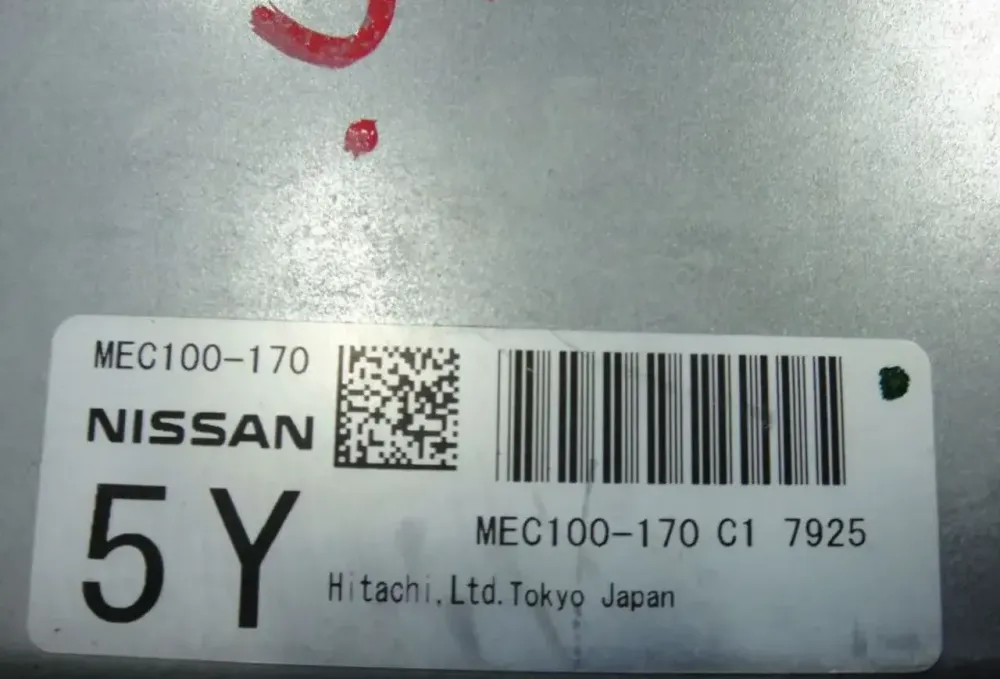 MEC100-170
NISSAN
5Y
MEC100-170 C1 7925
Hitachi,Ltd.Tokyo Japan